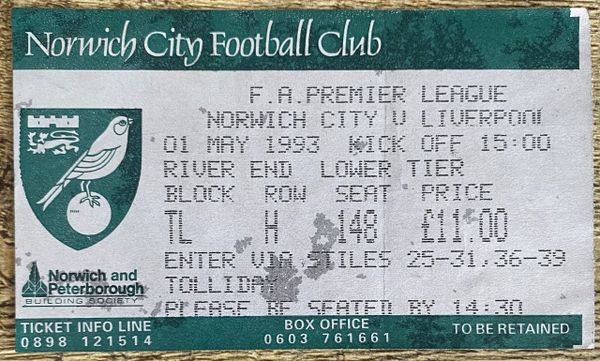 Norwich City Football Club
F.A.PREMIER LEAGUE
NORWICH CITY V LIVERPOOL
01 MAY 1993 KICK OFF 15:00
RIVER END LOWER TIER
BLOCK ROW SEAT PRICE
TL H 148 £11.00
ENTER VIA STILES 25-31,36-39
TOLLIDAY
PLEASE BE SEATED BY 14:30
Norwich and
Peterborough
BUILDING SOCIETY
TICKET INFO LINE
0898 121514
BOX OFFICE
0603 761661
TO BE RETAINED